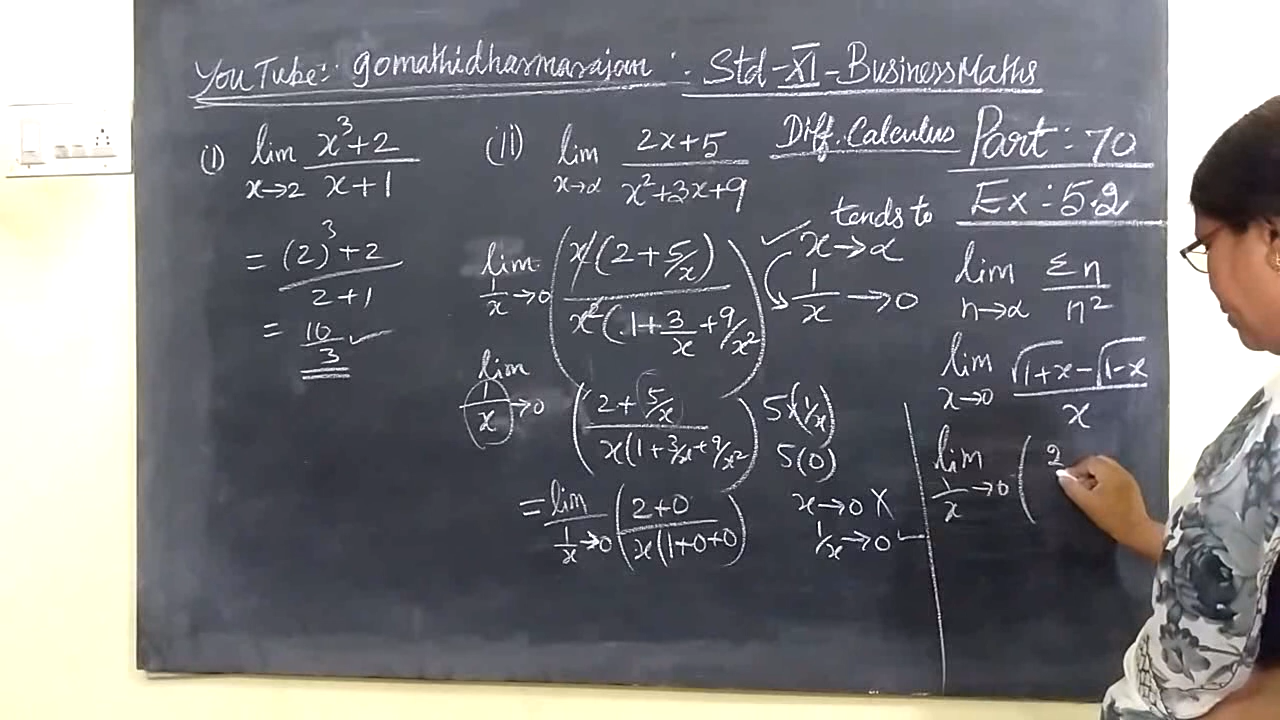 YouTube:- gomathidharmarajan :- Std-XI-BusinessMaths
Diff. Calculus Part: 70
Ex: 5.2
(i) lim x→2 x³+2 / x+1
= (2)³+2 / 2+1
= 10/3 ✓
(ii) lim x→α 2x+5 / x²+3x+9
lim 1/x→0 ( x(2+5/x) / x²(1+3/x+9/x²) )
✓ tends to
x→α
1/x →0
lim 1/x→0 ( 2+5/x / x(1+3/x+9/x² )
5(1/x)
5(0)
= lim 1/x→0 ( 2+0 / x(1+0+0) )
x→0 X
1/x→0 ✓
lim n→α Σn / n²
lim x→0 √1+x - √1-x / x
lim 1/x→0 ( 2